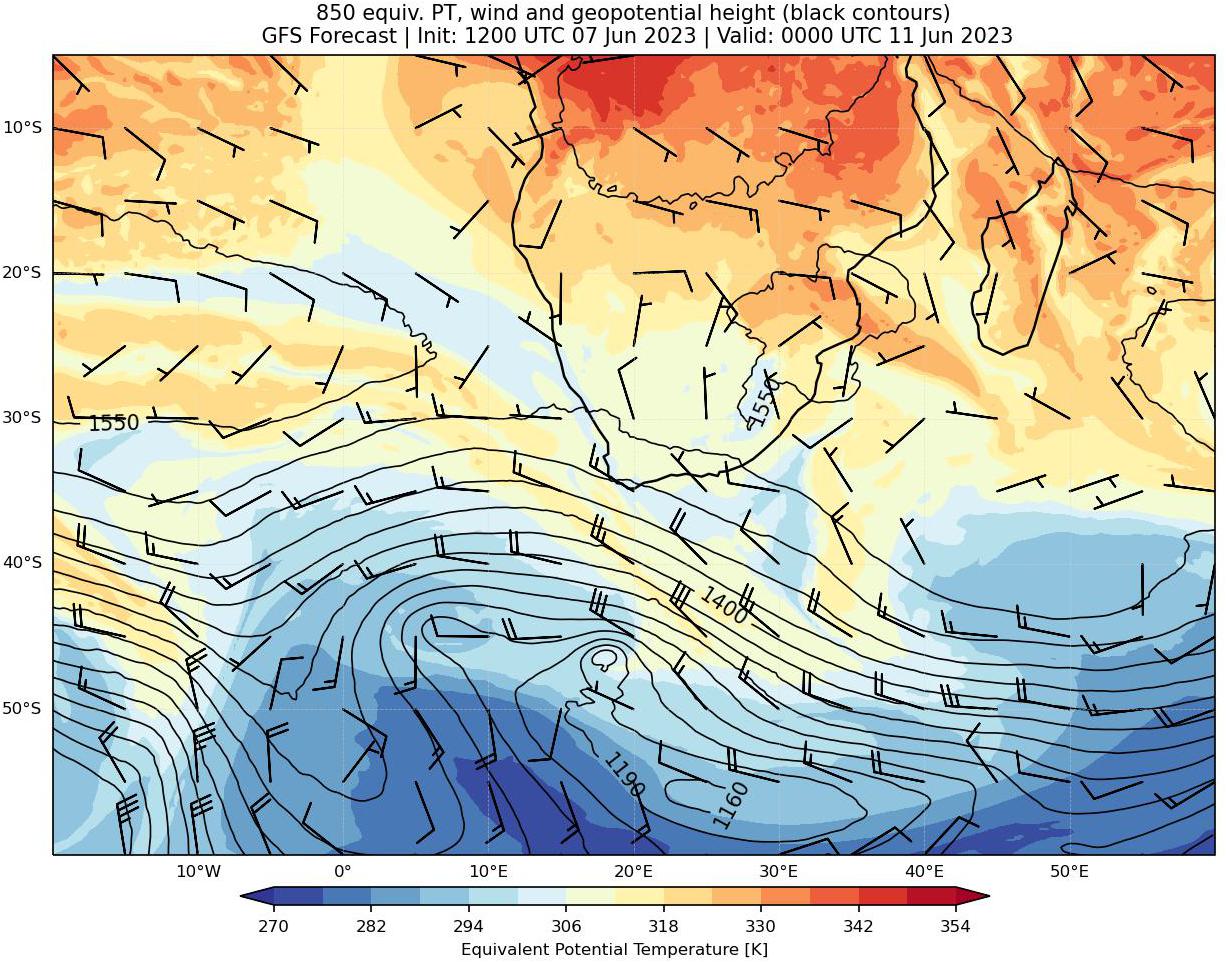 850 equiv. PT, wind and geopotential height (black contours)
GFS Forecast | Init: 1200 UTC 07 Jun 2023 | Valid: 0000 UTC 11 Jun 2023
10°S
20°S
30°S
40°S
50°S
1550
1550
1400
1190
1160
10°W 0° 10°E 20°E 30°E 40°E 50°E
270 282 294 306 318 330 342 354
Equivalent Potential Temperature [K]